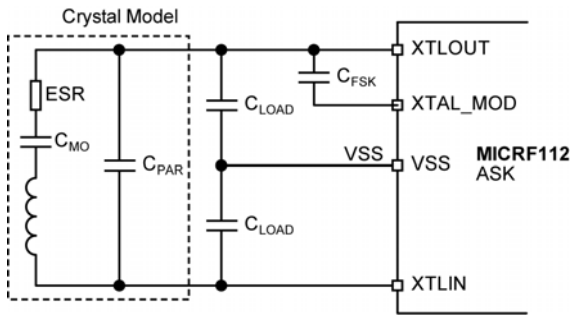 Crystal Model
ESR
C_MO
C_PAR
C_LOAD
C_LOAD
C_FSK
XTLOUT
XTAL_MOD
VSS
VSS
MICRF112
ASK
XTLIN